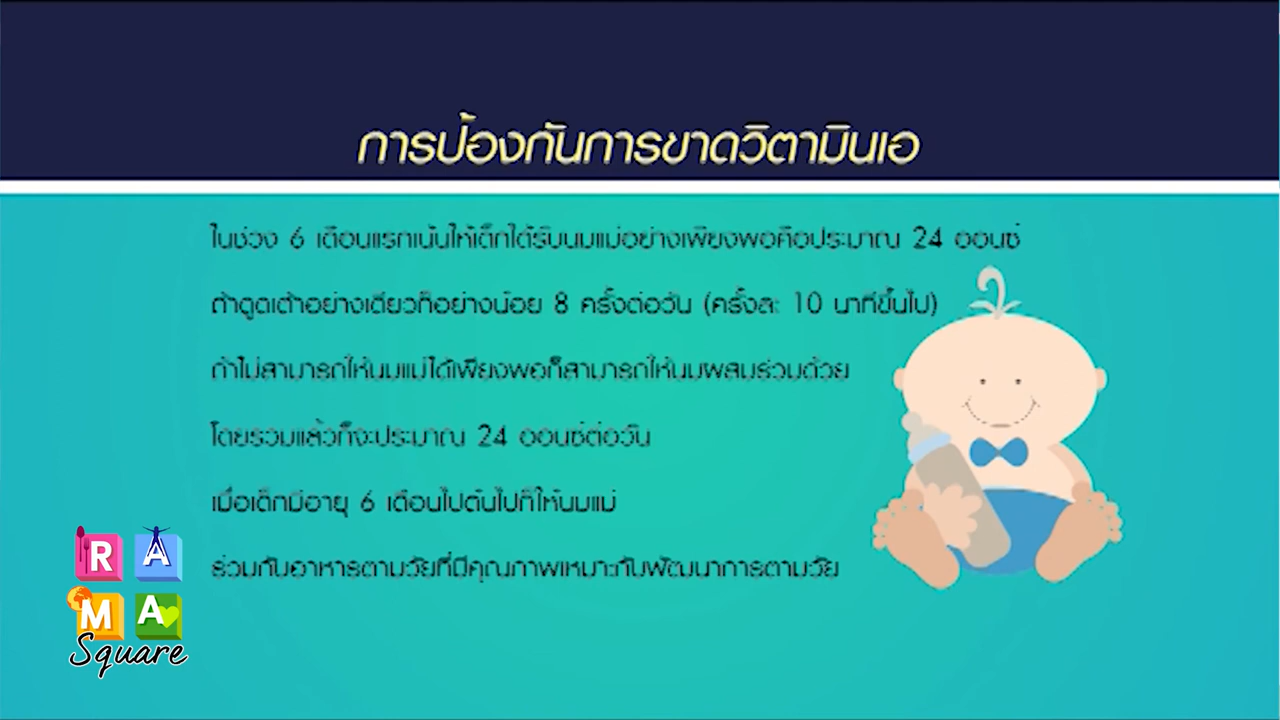 การป้องกันการขาดวิตามินเอ
ในช่วง 6 เดือนแรกเน้นให้เด็กได้รับนมแม่อย่างเพียงพอคือประมาณ 24 ออนซ์
ถ้าดูดเต้าอย่างเดียวก็อย่างน้อย 8 ครั้งต่อวัน (ครั้งละ 10 นาทีขึ้นไป)
ถ้าไม่สามารถให้นมแม่ได้เพียงพอก็สามารถให้นมผสมร่วมด้วย
โดยรวมแล้วก็จะประมาณ 24 ออนซ์ต่อวัน
เมื่อเด็กมีอายุ 6 เดือนไปต้นไปก็ให้นมแม่
ร่วมกับอาหารตามวัยที่มีคุณภาพเหมาะกับพัฒนาการตามวัย
RA
MA
Square